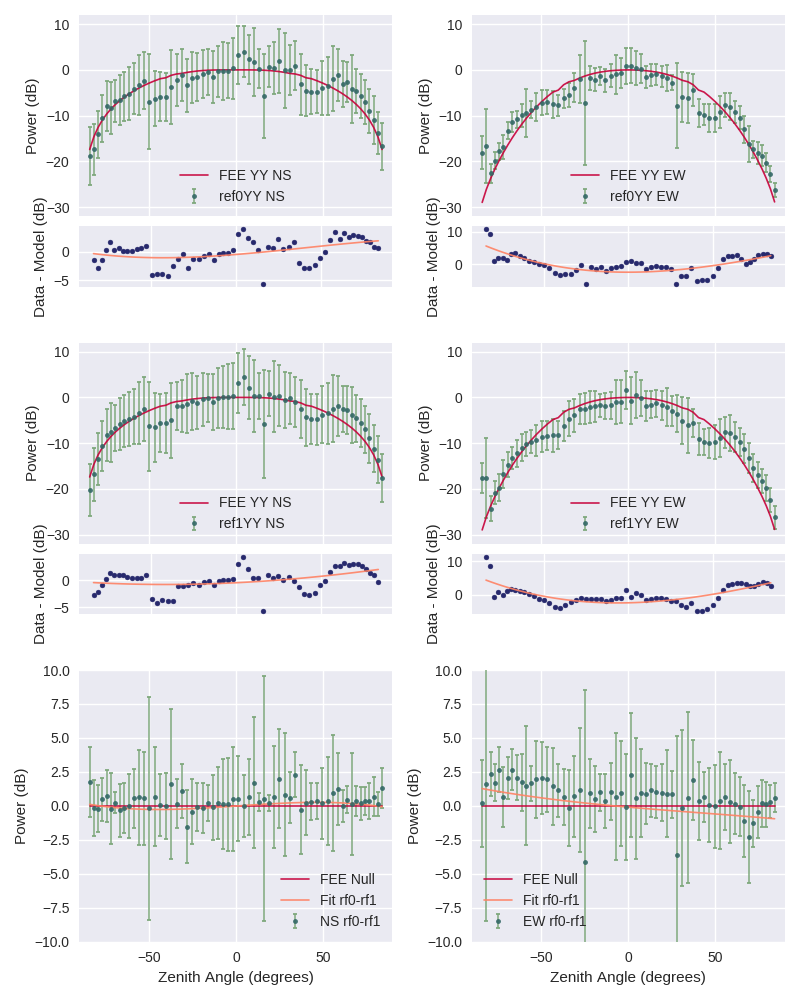 10
0
−10
−20
−30
Power (dB)
FEE YY NS
ref0YY NS
10
0
−10
−20
−30
Power (dB)
FEE YY EW
ref0YY EW
0
−5
Data - Model (dB)
10
0
Data - Model (dB)
10
0
−10
−20
−30
Power (dB)
FEE YY NS
ref1YY NS
10
0
−10
−20
−30
Power (dB)
FEE YY EW
ref1YY EW
0
−5
Data - Model (dB)
10
0
Data - Model (dB)
10.0
7.5
5.0
2.5
0.0
−2.5
−5.0
−7.5
−10.0
Power (dB)
FEE Null
Fit rf0-rf1
NS rf0-rf1
−50 0 50
Zenith Angle (degrees)
10.0
7.5
5.0
2.5
0.0
−2.5
−5.0
−7.5
−10.0
Power (dB)
FEE Null
Fit rf0-rf1
EW rf0-rf1
−50 0 50
Zenith Angle (degrees)